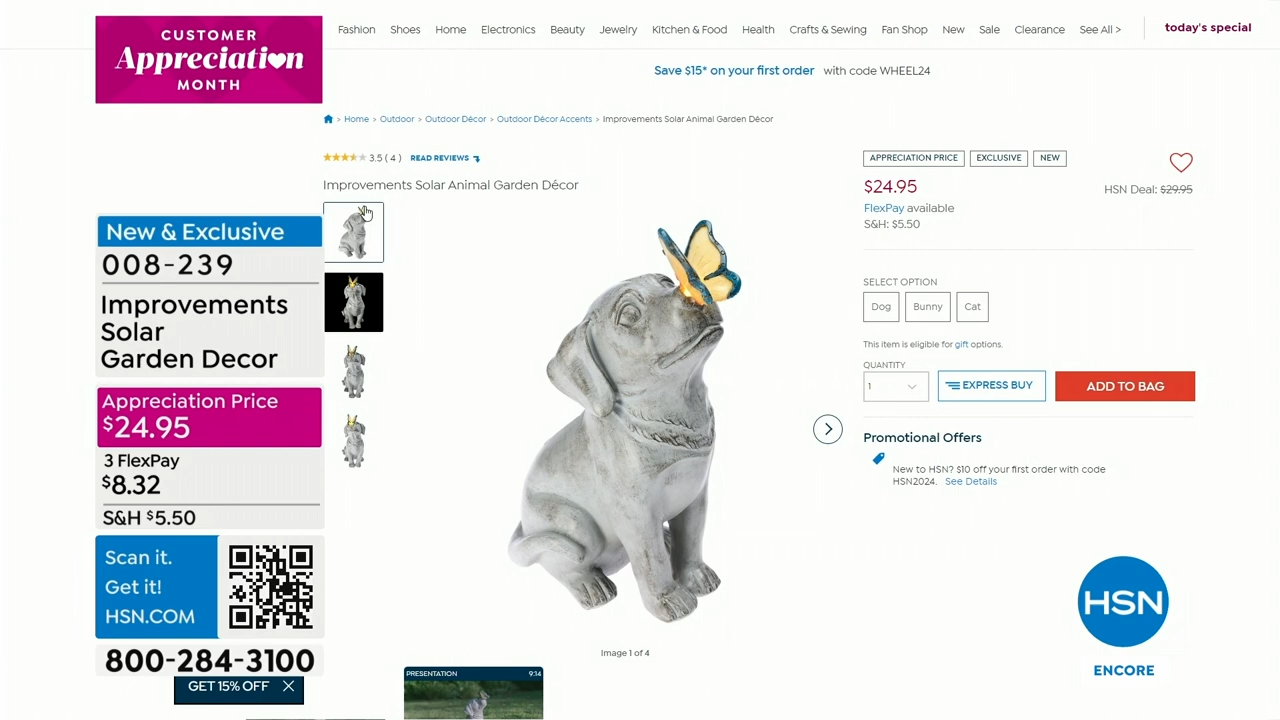 CUSTOMER
Appreciation
MONTH
Fashion Shoes Home Electronics Beauty Jewelry Kitchen & Food Health Crafts & Sewing Fan Shop New Sale Clearance See All > today's special
Save $15* on your first order with code WHEEL24
> Home > Outdoor > Outdoor Décor > Outdoor Décor Accents > Improvements Solar Animal Garden Décor
3.5 ( 4 ) READ REVIEWS
Improvements Solar Animal Garden Décor
New & Exclusive
008-239
Improvements
Solar
Garden Decor
Appreciation Price
$24.95
3 FlexPay
$8.32
S&H $5.50
Scan it.
Get it!
HSN.COM
800-284-3100
GET 15% OFF
Image 1 of 4
PRESENTATION 9:14
APPRECIATION PRICE EXCLUSIVE NEW
$24.95
HSN Deal: $29.95
FlexPay available
S&H: $5.50
SELECT OPTION
Dog Bunny Cat
This item is eligible for gift options.
QUANTITY
1 EXPRESS BUY ADD TO BAG
Promotional Offers
New to HSN? $10 off your first order with code
HSN2024. See Details
HSN
ENCORE